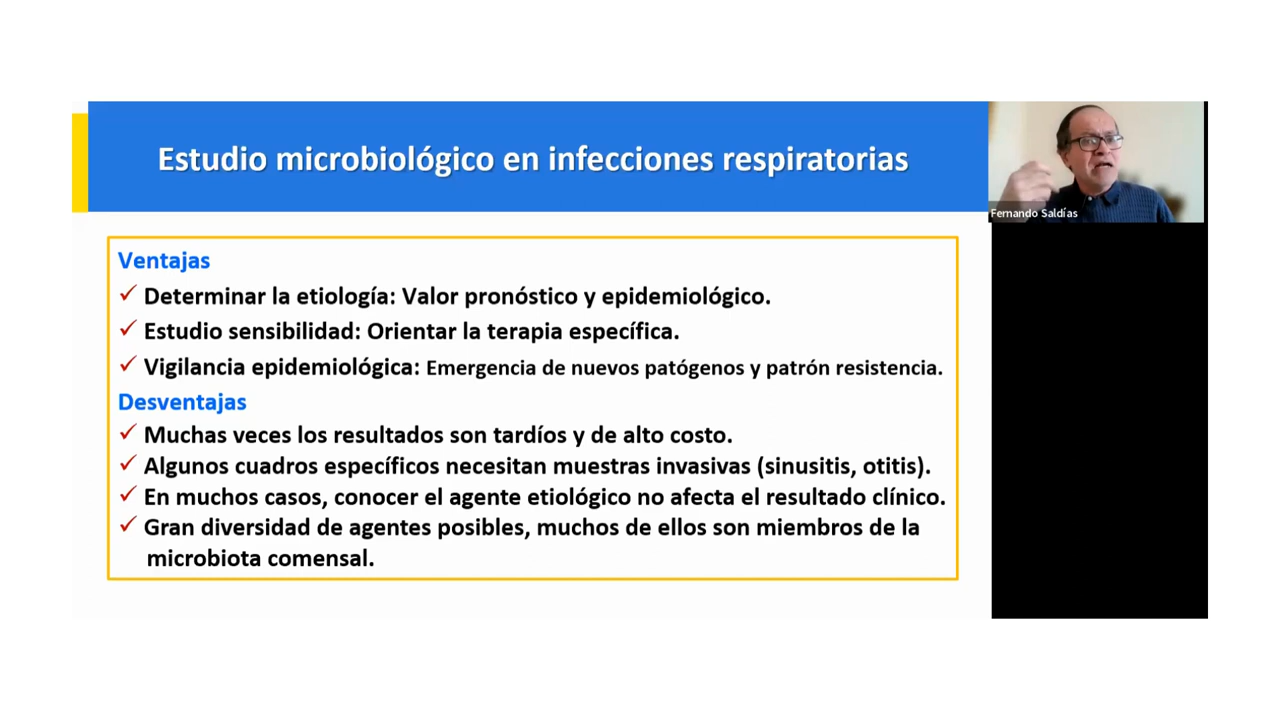 Estudio microbiológico en infecciones respiratorias
Fernando Saldías
Ventajas
✓ Determinar la etiología: Valor pronóstico y epidemiológico.
✓ Estudio sensibilidad: Orientar la terapia específica.
✓ Vigilancia epidemiológica: Emergencia de nuevos patógenos y patrón resistencia.
Desventajas
✓ Muchas veces los resultados son tardíos y de alto costo.
✓ Algunos cuadros específicos necesitan muestras invasivas (sinusitis, otitis).
✓ En muchos casos, conocer el agente etiológico no afecta el resultado clínico.
✓ Gran diversidad de agentes posibles, muchos de ellos son miembros de la
microbiota comensal.